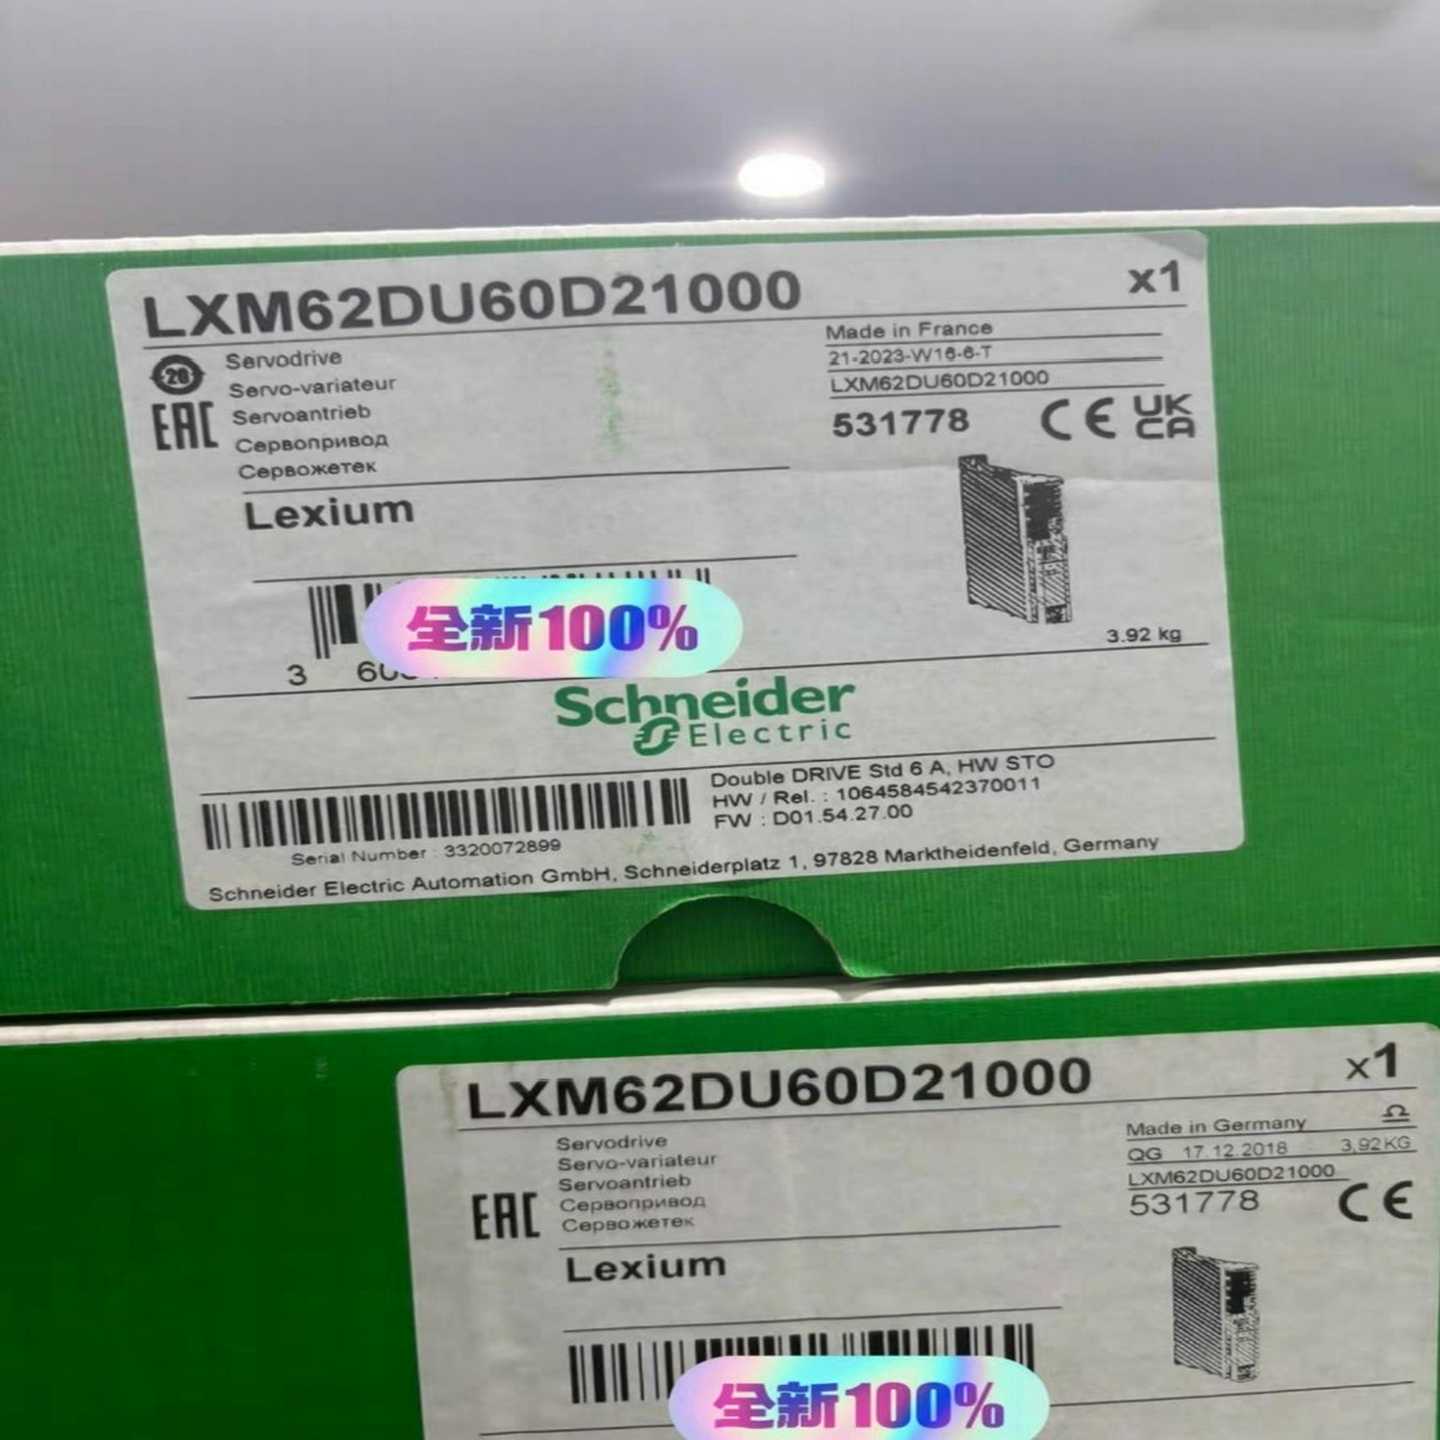 LXM62DU60D21000
x1
20
Servodrive
Servo-variateur
Servoantrieb
Сервопривод
Сервожетек
EAC
Made in France
21-2023-W16-6-T
LXM62DU60D21000
531778
CE
UK
CA
Lexium
3.92 kg
全新100%
3
Schneider
Electric
Double DRIVE Std 6 A, HW STO
HW / Rel. : 1064584542370011
FW : D01.54.27.00
Serial Number : 3320072899
Schneider Electric Automation GmbH, Schneiderplatz 1, 97828 Marktheidenfeld, Germany
LXM62DU60D21000
x1
Servodrive
Servo-variateur
Servoantrieb
Сервопривод
Сервожетек
EAC
Made in Germany
QG 17.12.2018 3,92KG
LXM62DU60D21000
531778
CE
Lexium
全新100%